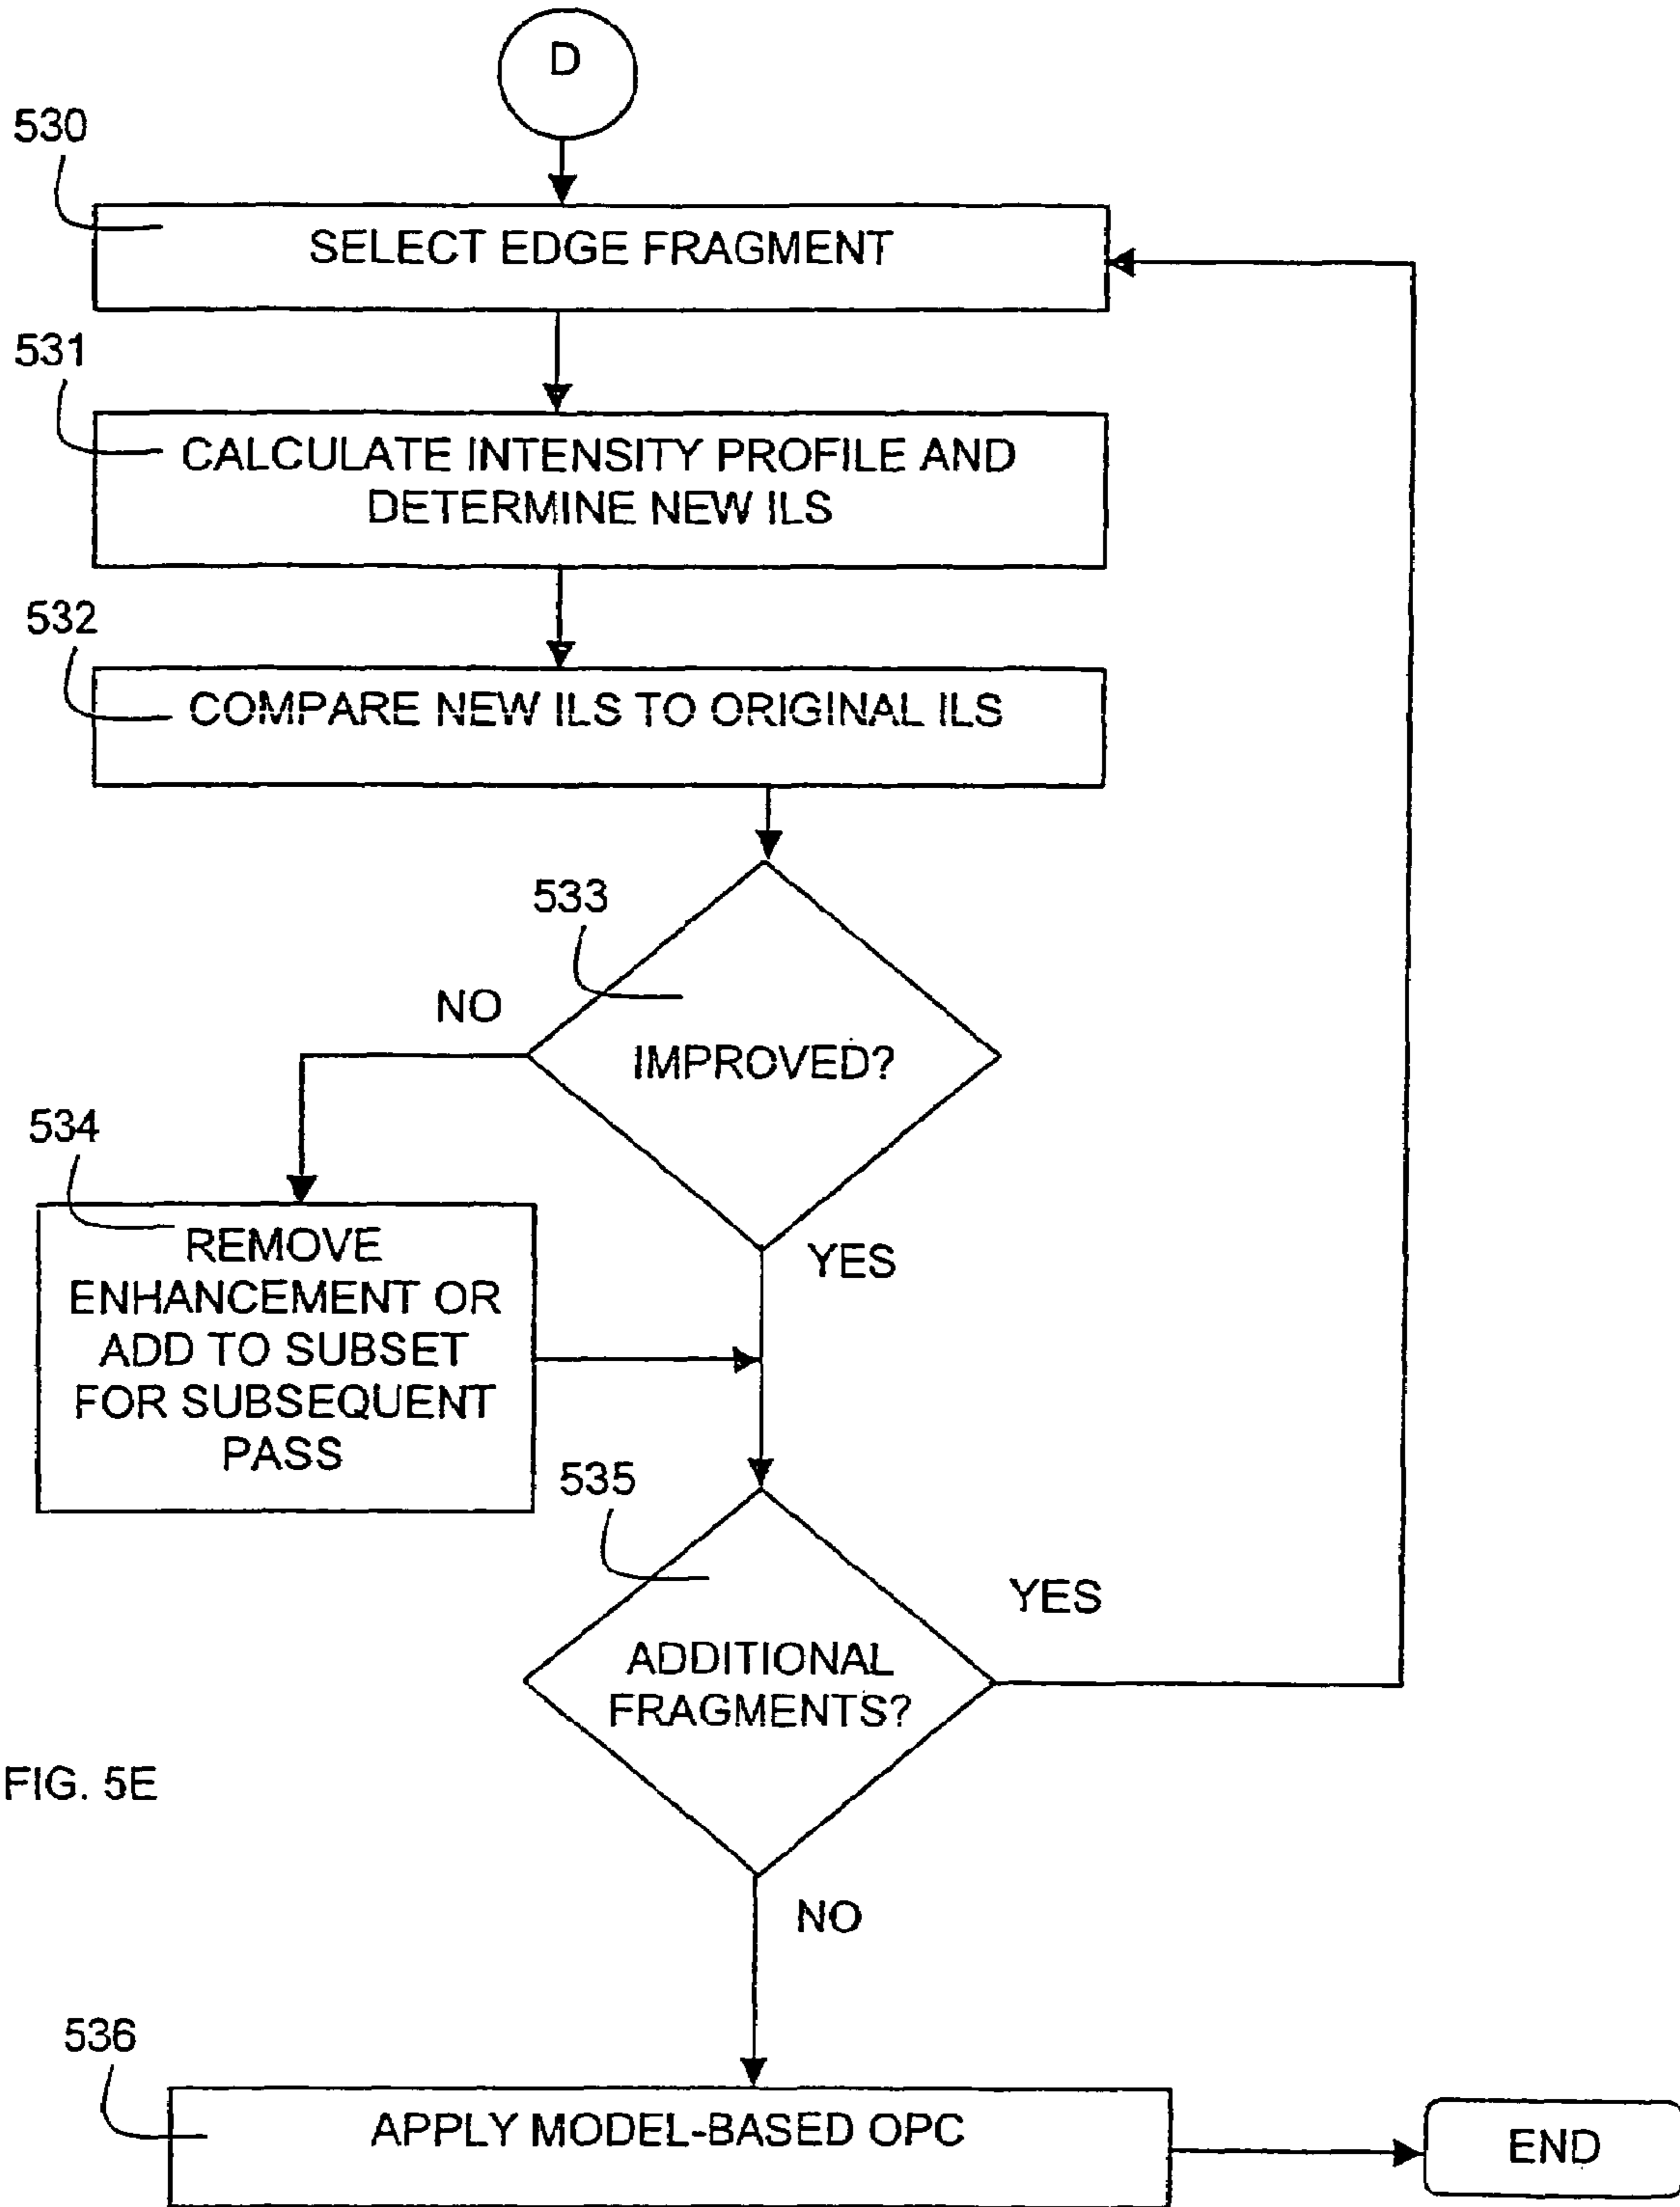 D
530
SELECT EDGE FRAGMENT
531
CALCULATE INTENSITY PROFILE AND
DETERMINE NEW ILS
532
COMPARE NEW ILS TO ORIGINAL ILS
533
NO
IMPROVED?
534
REMOVE
ENHANCEMENT OR
ADD TO SUBSET
FOR SUBSEQUENT
PASS
YES
535
YES
ADDITIONAL
FRAGMENTS?
FIG. 5E
NO
536
APPLY MODEL-BASED OPC
END